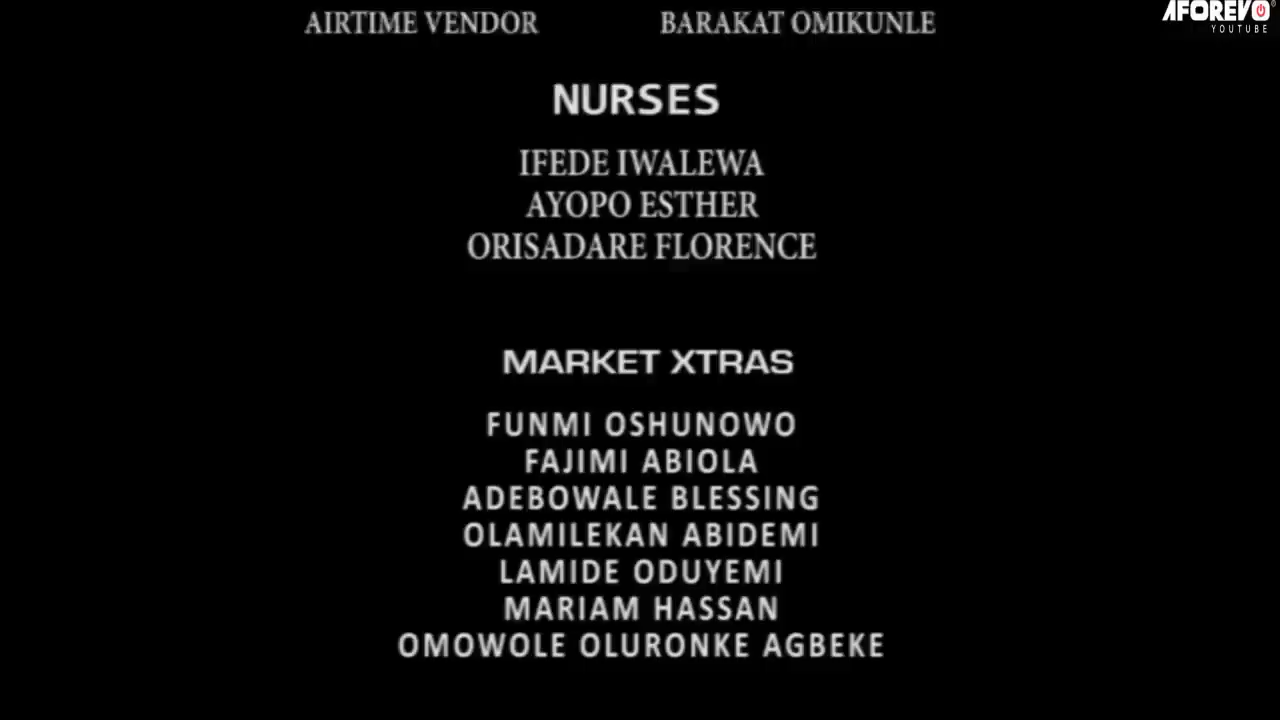 AIRTIME VENDOR BARAKAT OMIKUNLE
AFOREVO
YOUTUBE
NURSES
IFEDE IWALEWA
AYOPO ESTHER
ORISADARE FLORENCE
MARKET XTRAS
FUNMI OSHUNOWO
FAJIMI ABIOLA
ADEBOWALE BLESSING
OLAMILEKAN ABIDEMI
LAMIDE ODUYEMI
MARIAM HASSAN
OMOWOLE OLURONKE AGBEKE